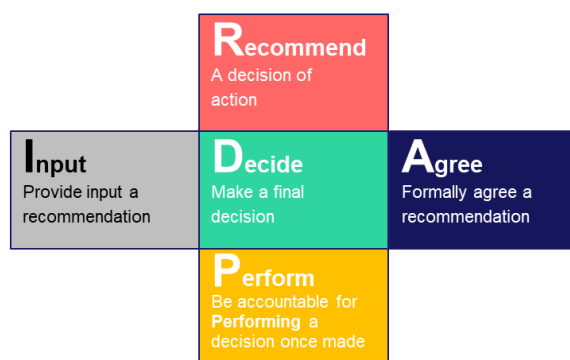 Recommend
A decision of
action
Input
Provide input a
recommendation
Decide
Make a final
decision
Agree
Formally agree a
recommendation
Perform
Be accountable for
Performing a
decision once made